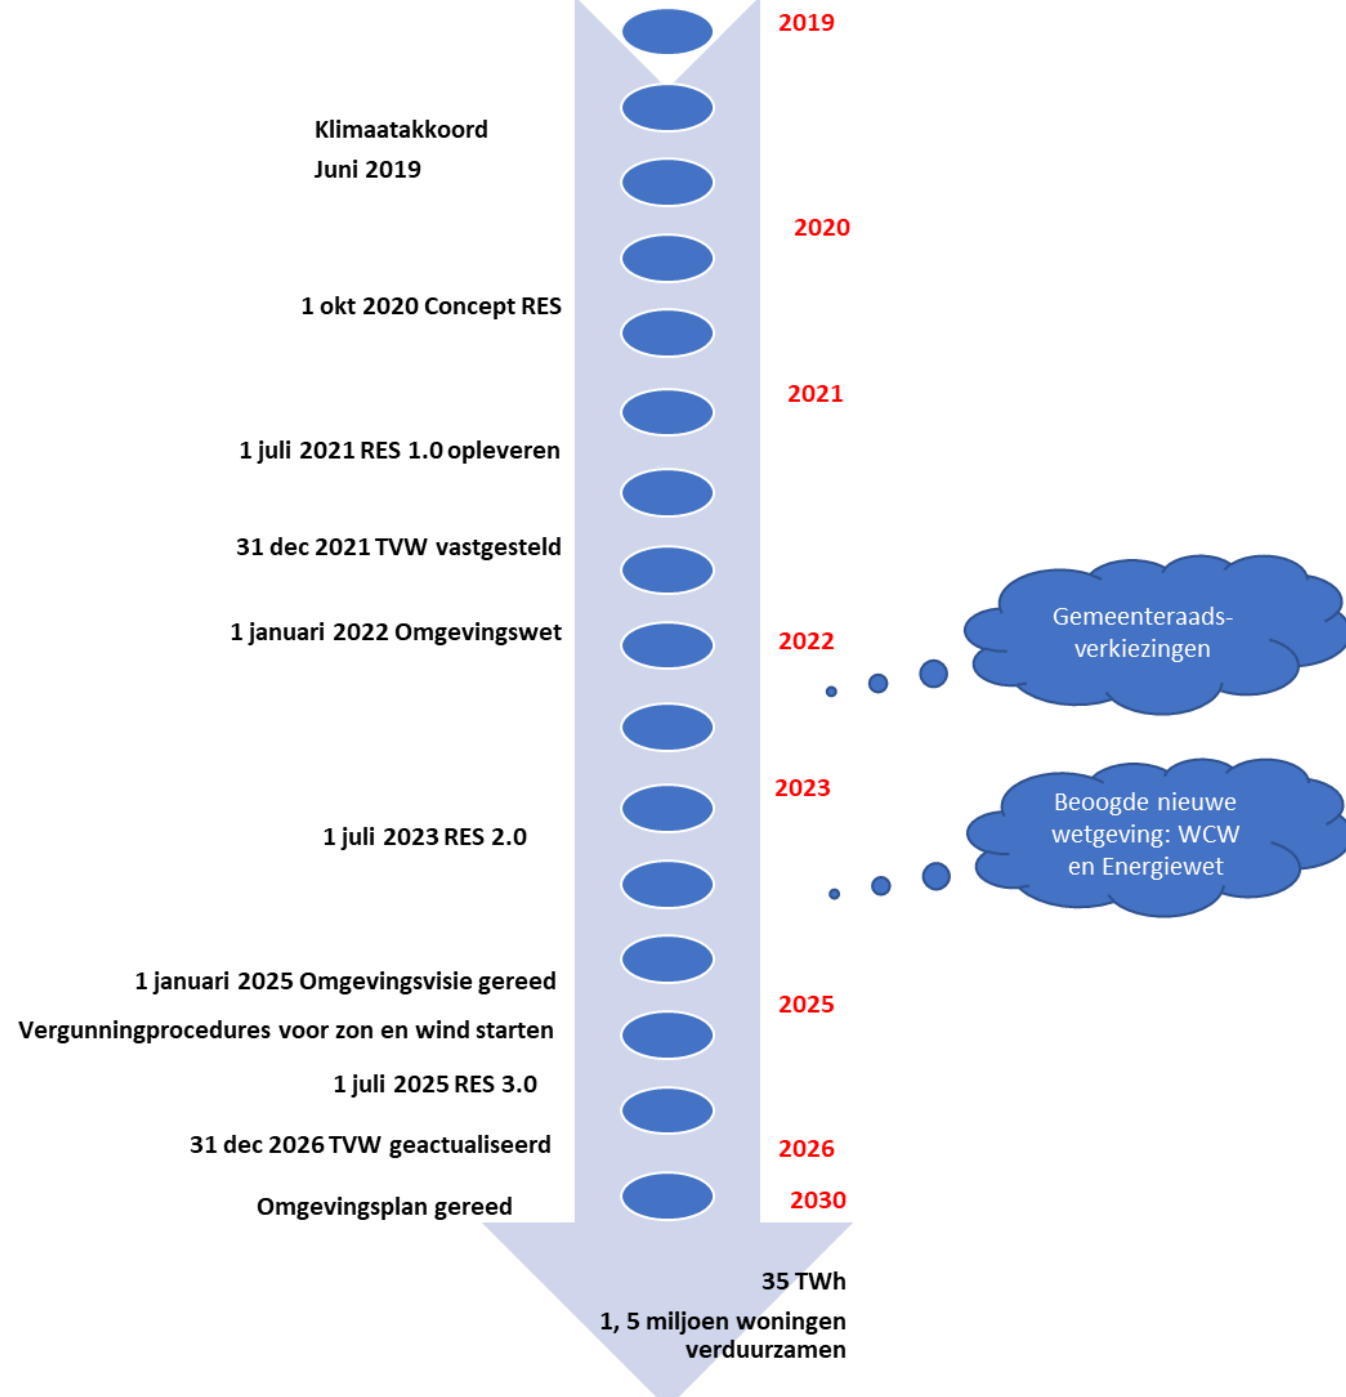 2019
Klimaatakkoord
Juni 2019
2020
1 okt 2020 Concept RES
2021
1 juli 2021 RES 1.0 opleveren
31 dec 2021 TVW vastgesteld
1 januari 2022 Omgevingswet
2022
Gemeenteraads-
verkiezingen
2023
Beoogde nieuwe
wetgeving: WCW
en Energiewet
1 juli 2023 RES 2.0
1 januari 2025 Omgevingsvisie gereed
2025
Vergunningprocedures voor zon en wind starten
1 juli 2025 RES 3.0
31 dec 2026 TVW geactualiseerd
2026
Omgevingsplan gereed
2030
35 TWh
1, 5 miljoen woningen
verduurzamen